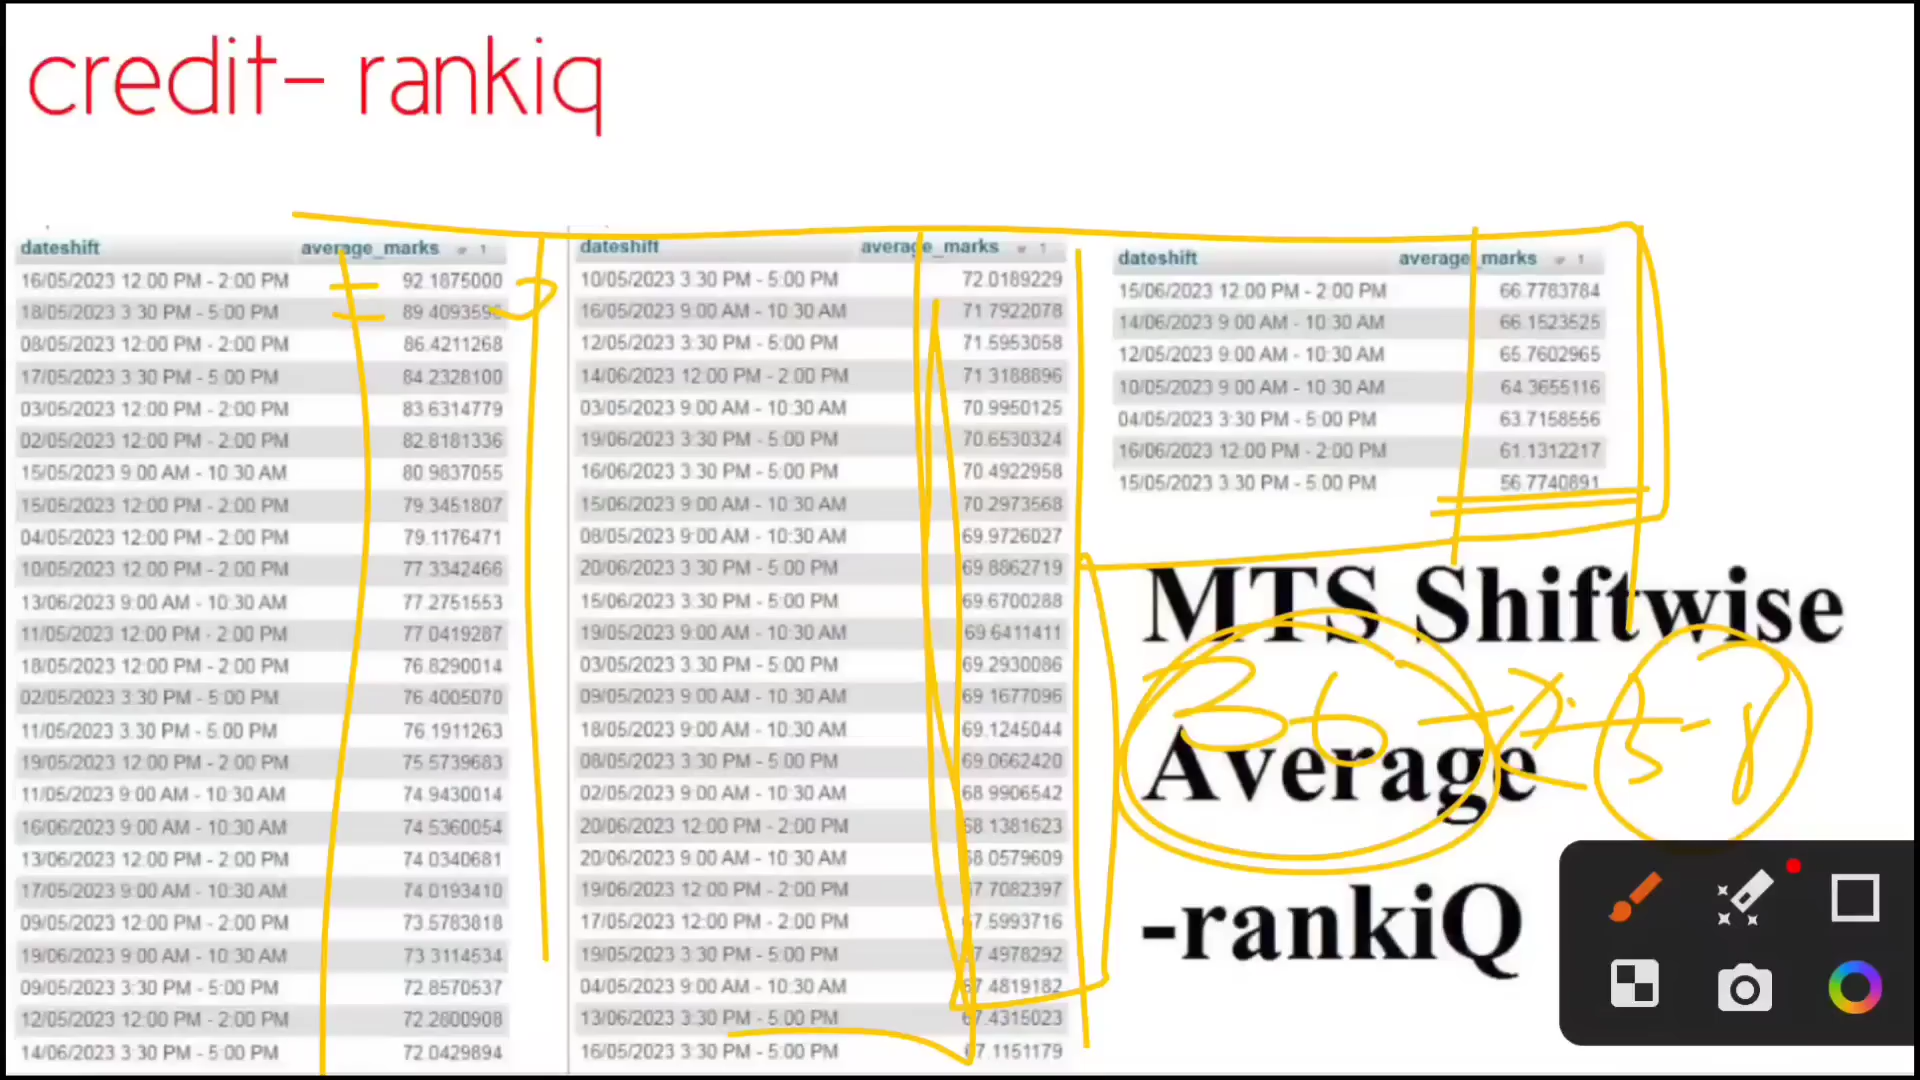 credit- rankiq
dateshift average_marks 1
16/05/2023 12:00 PM - 2:00 PM 92.1875000
18/05/2023 3:30 PM - 5:00 PM 89.409359
08/05/2023 12:00 PM - 2:00 PM 86.4211268
17/05/2023 3:30 PM - 5:00 PM 84.2328100
03/05/2023 12:00 PM - 2:00 PM 83.6314779
02/05/2023 12:00 PM - 2:00 PM 82.8181336
15/05/2023 9:00 AM - 10:30 AM 80.9837055
15/05/2023 12:00 PM - 2:00 PM 79.3451807
04/05/2023 12:00 PM - 2:00 PM 79.1176471
10/05/2023 12:00 PM - 2:00 PM 77.3342466
13/06/2023 9:00 AM - 10:30 AM 77.2751553
11/05/2023 12:00 PM - 2:00 PM 77.0419287
18/05/2023 12:00 PM - 2:00 PM 76.8290014
02/05/2023 3:30 PM - 5:00 PM 76.4005070
11/05/2023 3:30 PM - 5:00 PM 76.1911263
19/05/2023 12:00 PM - 2:00 PM 75.5739683
11/05/2023 9:00 AM - 10:30 AM 74.9430014
16/06/2023 9:00 AM - 10:30 AM 74.5360054
13/06/2023 12:00 PM - 2:00 PM 74.0340681
17/05/2023 9:00 AM - 10:30 AM 74.0193410
09/05/2023 12:00 PM - 2:00 PM 73.5783818
19/06/2023 9:00 AM - 10:30 AM 73.3114534
09/05/2023 3:30 PM - 5:00 PM 72.8570537
12/05/2023 12:00 PM - 2:00 PM 72.2800908
14/06/2023 3:30 PM - 5:00 PM 72.0429894
dateshift average_marks 1
10/05/2023 3:30 PM - 5:00 PM 72.0189229
16/05/2023 9:00 AM - 10:30 AM 71.7922078
12/05/2023 3:30 PM - 5:00 PM 71.5953058
14/06/2023 12:00 PM - 2:00 PM 71.3188896
03/05/2023 9:00 AM - 10:30 AM 70.9950125
19/06/2023 3:30 PM - 5:00 PM 70.6530324
16/06/2023 3:30 PM - 5:00 PM 70.4922958
15/06/2023 9:00 AM - 10:30 AM 70.2973568
08/05/2023 9:00 AM - 10:30 AM 69.9726027
20/06/2023 3:30 PM - 5:00 PM 69.8862719
15/06/2023 3:30 PM - 5:00 PM 69.6700288
19/05/2023 9:00 AM - 10:30 AM 69.6411411
03/05/2023 3:30 PM - 5:00 PM 69.2930086
09/05/2023 9:00 AM - 10:30 AM 69.1677096
18/05/2023 9:00 AM - 10:30 AM 69.1245044
08/05/2023 3:30 PM - 5:00 PM 69.0662420
02/05/2023 9:00 AM - 10:30 AM 68.9906542
20/06/2023 12:00 PM - 2:00 PM 68.1381623
20/06/2023 9:00 AM - 10:30 AM 68.0579609
19/06/2023 12:00 PM - 2:00 PM 67.7082397
17/05/2023 12:00 PM - 2:00 PM 67.5993716
19/05/2023 3:30 PM - 5:00 PM 67.4978292
04/05/2023 9:00 AM - 10:30 AM 67.4819182
13/06/2023 3:30 PM - 5:00 PM 67.4315023
16/05/2023 3:30 PM - 5:00 PM 67.1151179
dateshift average_marks 1
15/06/2023 12:00 PM - 2:00 PM 66.7783784
14/06/2023 9:00 AM - 10:30 AM 66.1523525
12/05/2023 9:00 AM - 10:30 AM 65.7602965
10/05/2023 9:00 AM - 10:30 AM 64.3655116
04/05/2023 3:30 PM - 5:00 PM 63.7158556
16/06/2023 12:00 PM - 2:00 PM 61.1312217
15/05/2023 3:30 PM - 5:00 PM 56.7740891
MTS Shiftwise
Average
-rankiQ